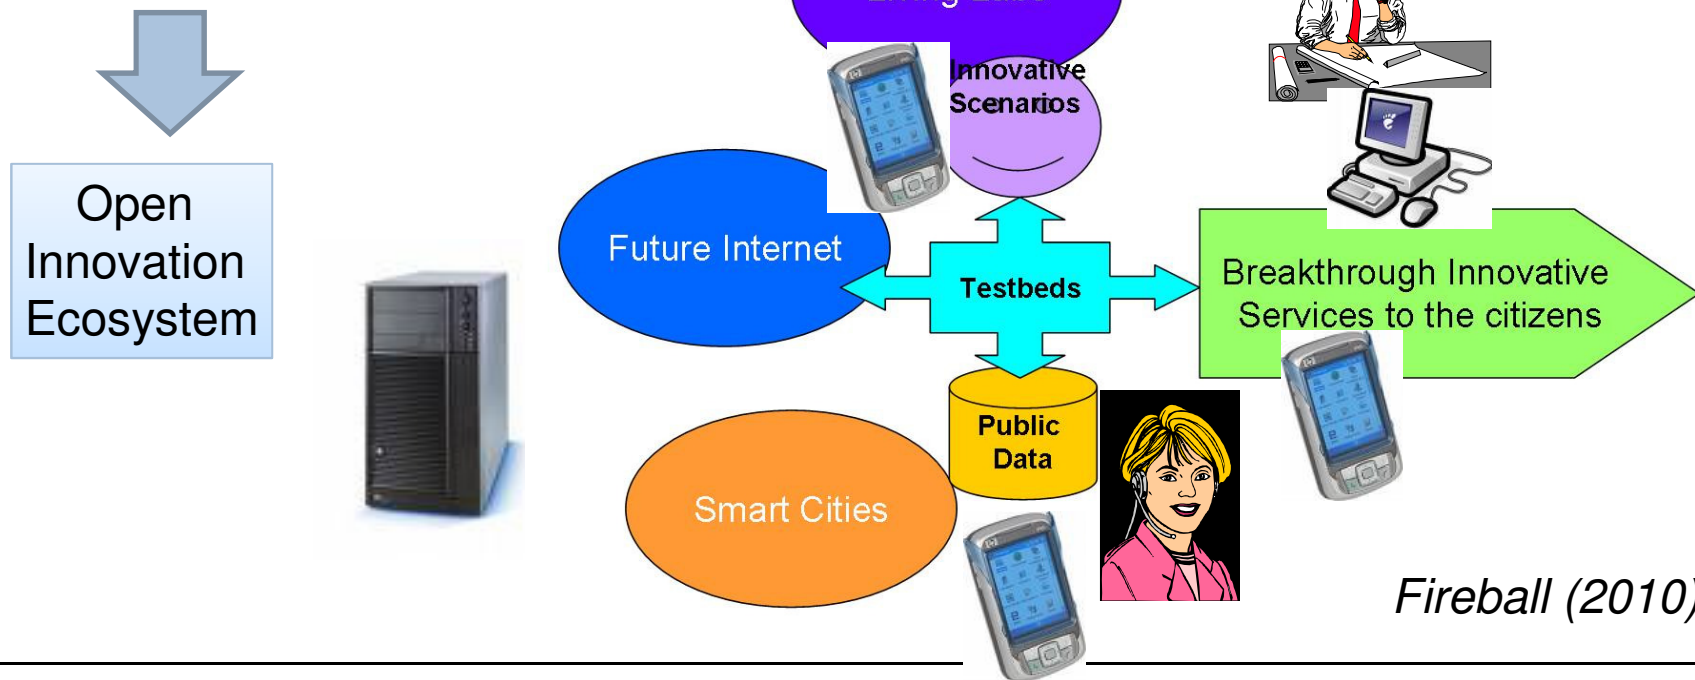 Innovative
Scenarios
Open
Innovation
Ecosystem
Future Internet
Testbeds
Breakthrough Innovative
Services to the citizens
Public
Data
Smart Cities
Fireball (2010)